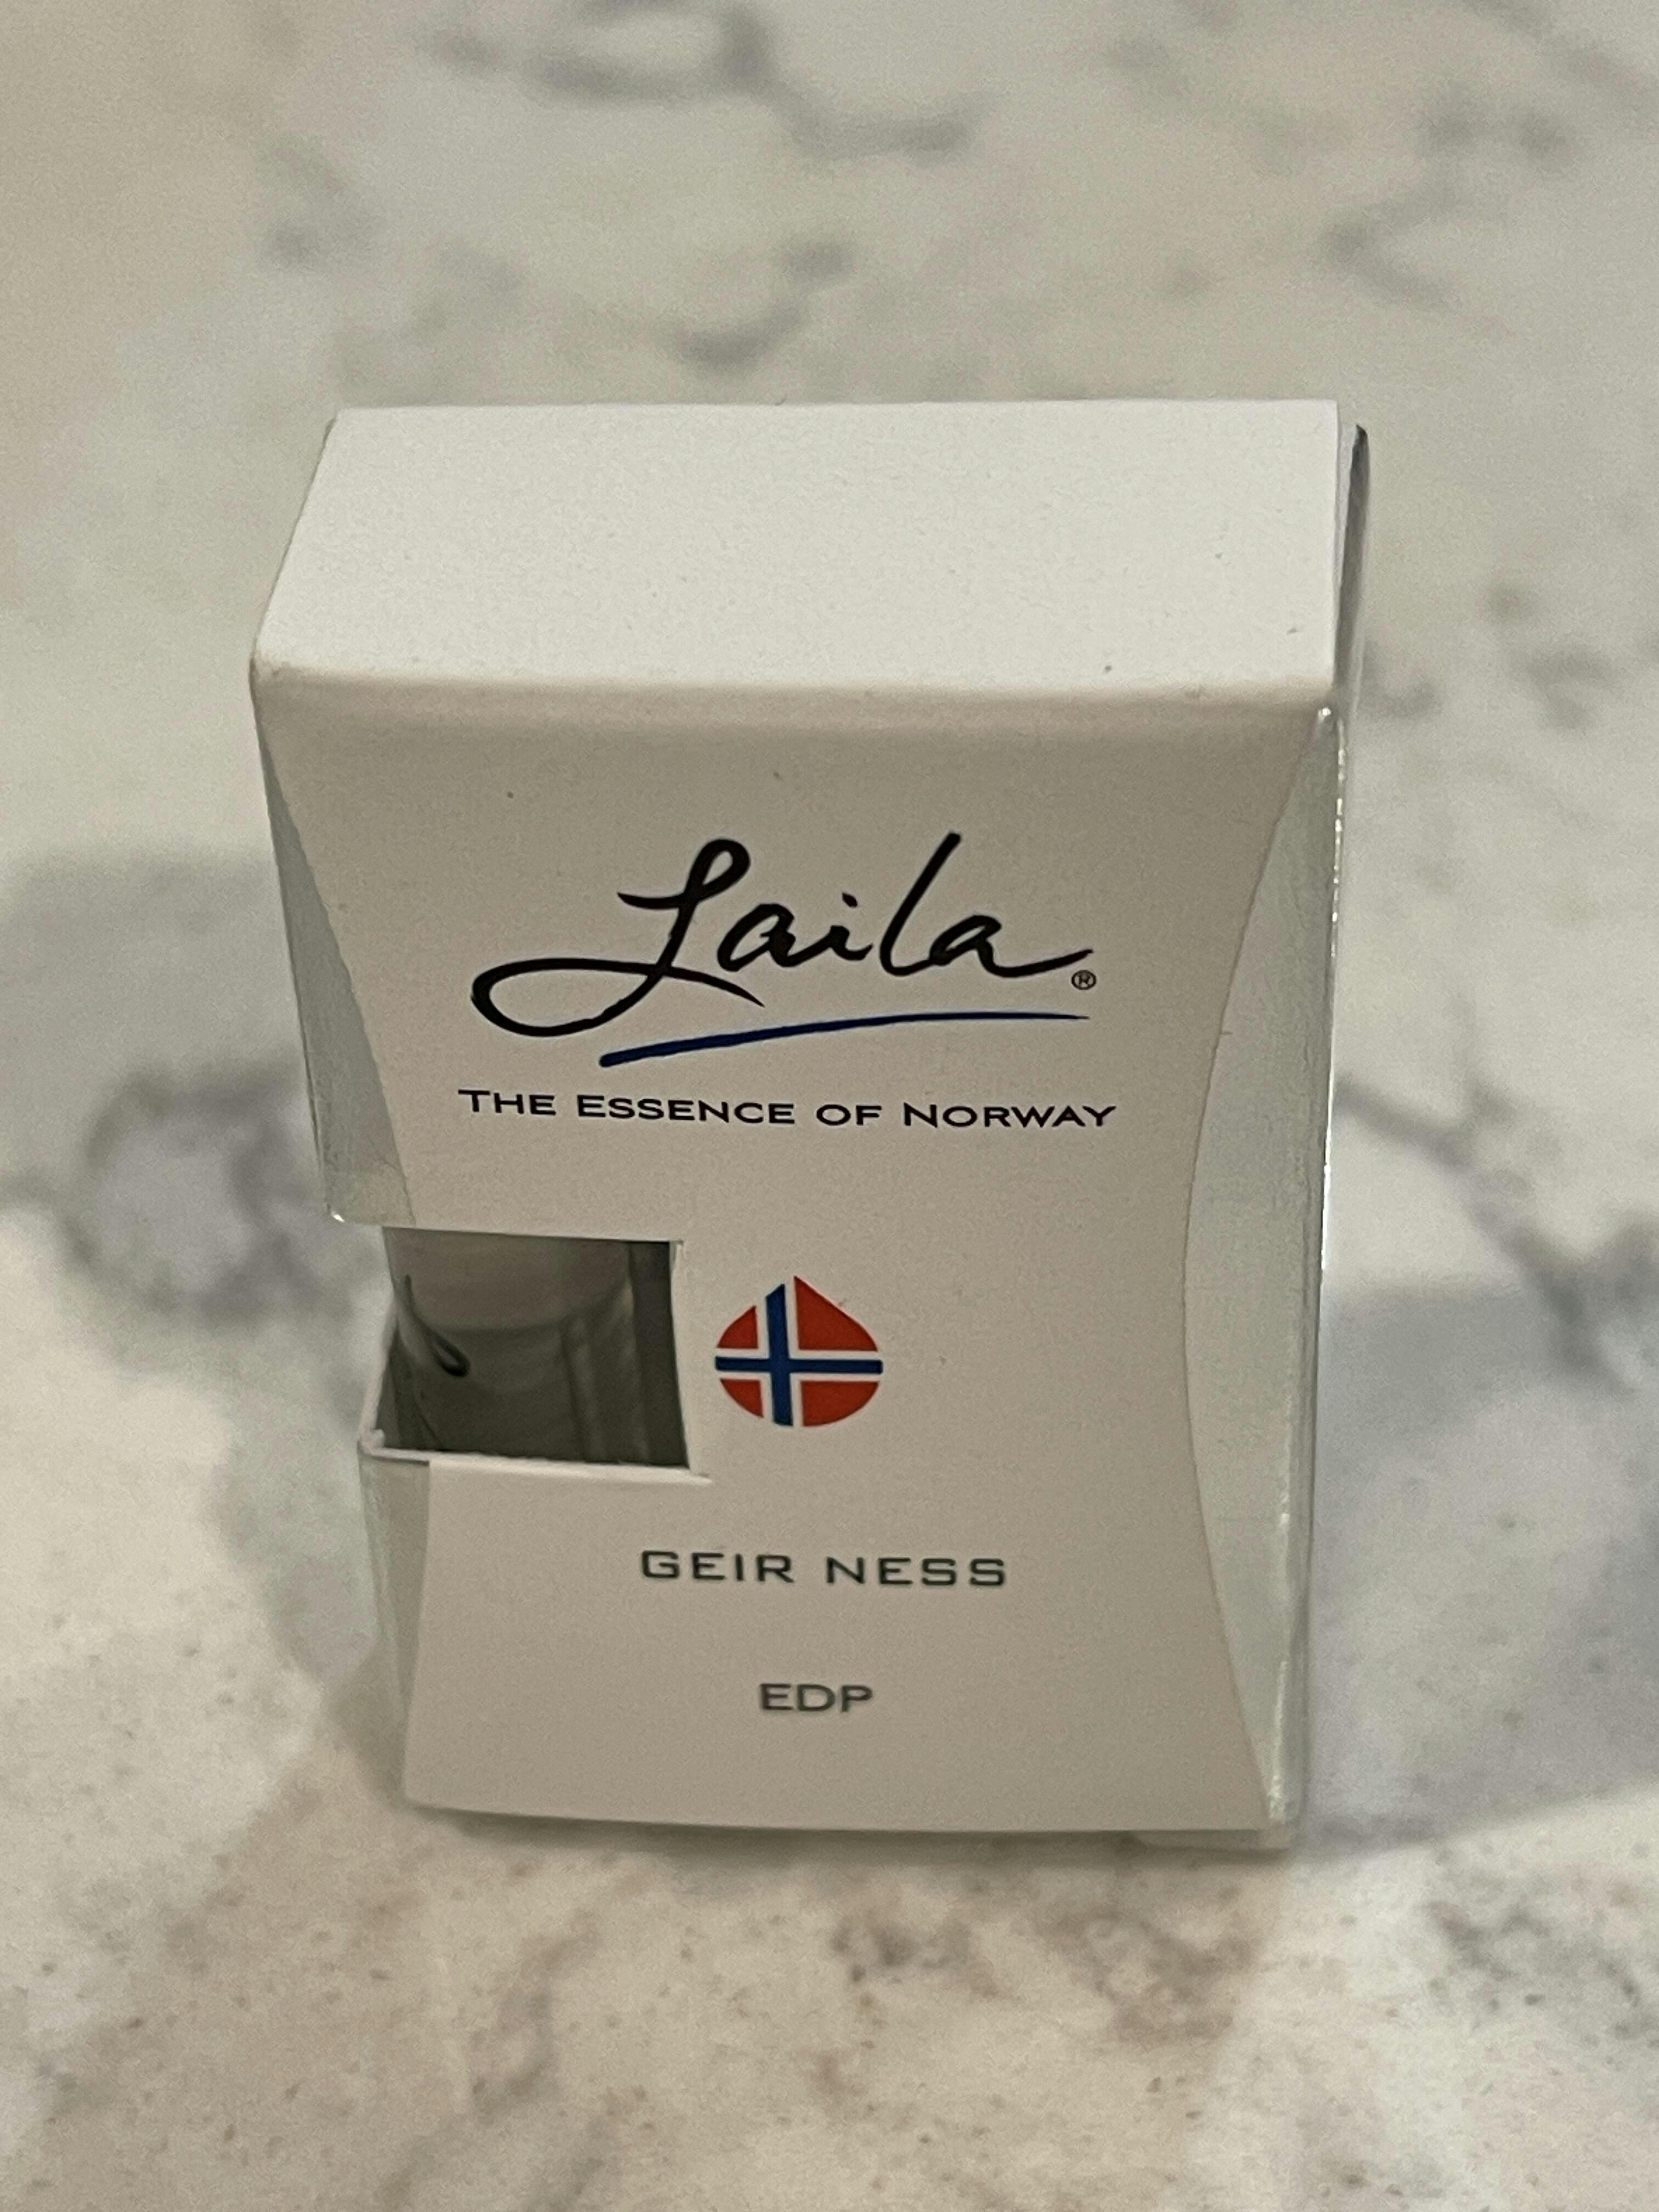 Laila®
THE ESSENCE OF NORWAY
GEIR NESS
EDP